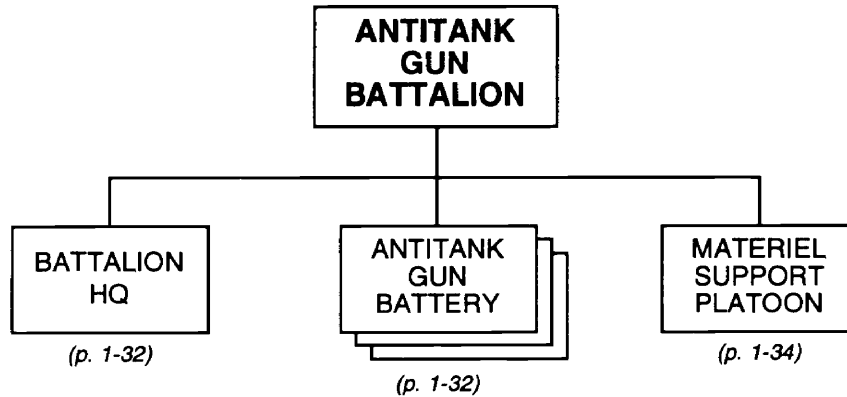 ANTITANK
GUN
BATTALION
BATTALION
HQ
(p. 1-32)
ANTITANK
GUN
BATTERY
(p. 1-32)
MATERIEL
SUPPORT
PLATOON
(p. 1-34)